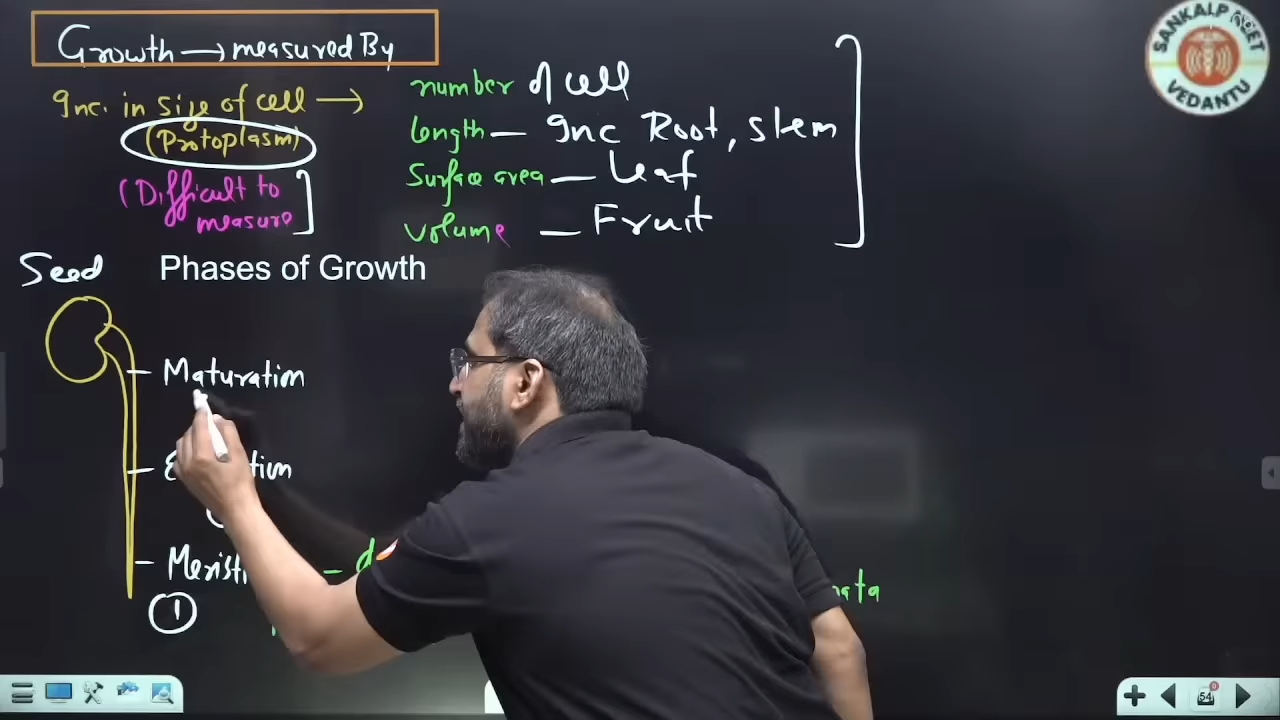 Growth → measured By
Inc. in size of cell →
(Protoplasm)
(Difficult to
measure]
number of cell
length — Inc Root, stem
Surface area — Leaf
volume — Fruit
SANKALP NEET
VEDANTU
Seed
Phases of Growth
— Maturation
—
—
1
54